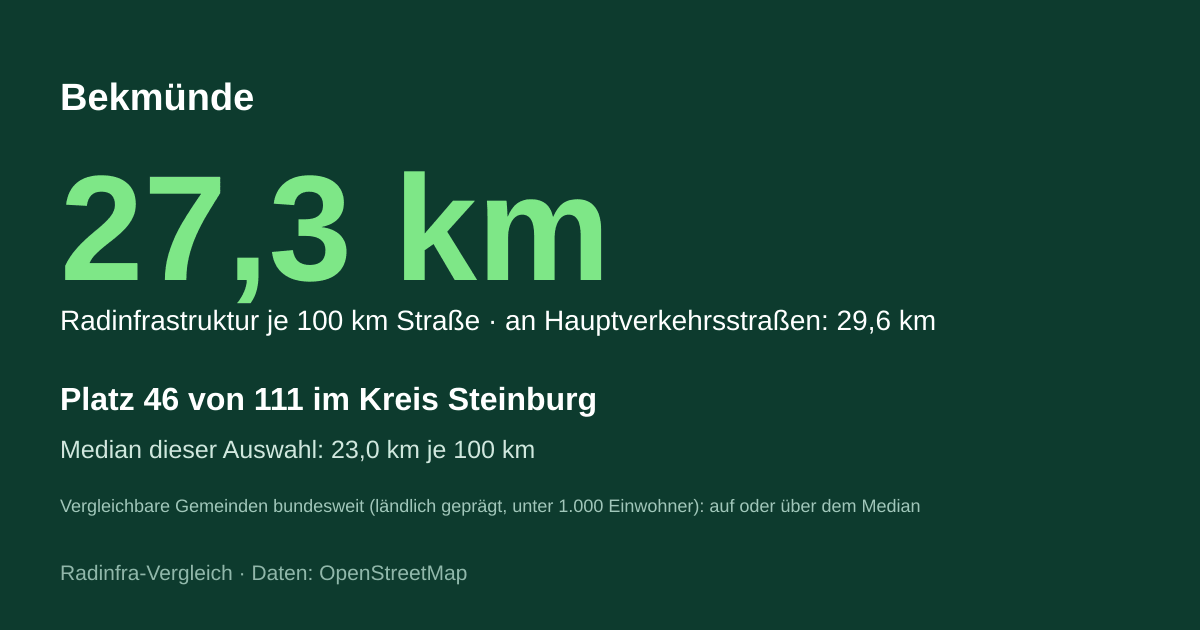 Bekmünde
27,3 km
Radinfrastruktur je 100 km Straße · an Hauptverkehrsstraßen: 29,6 km
Platz 46 von 111 im Kreis Steinburg
Median dieser Auswahl: 23,0 km je 100 km
Vergleichbare Gemeinden bundesweit (ländlich geprägt, unter 1.000 Einwohner): auf oder über dem Median
Radinfra-Vergleich · Daten: OpenStreetMap